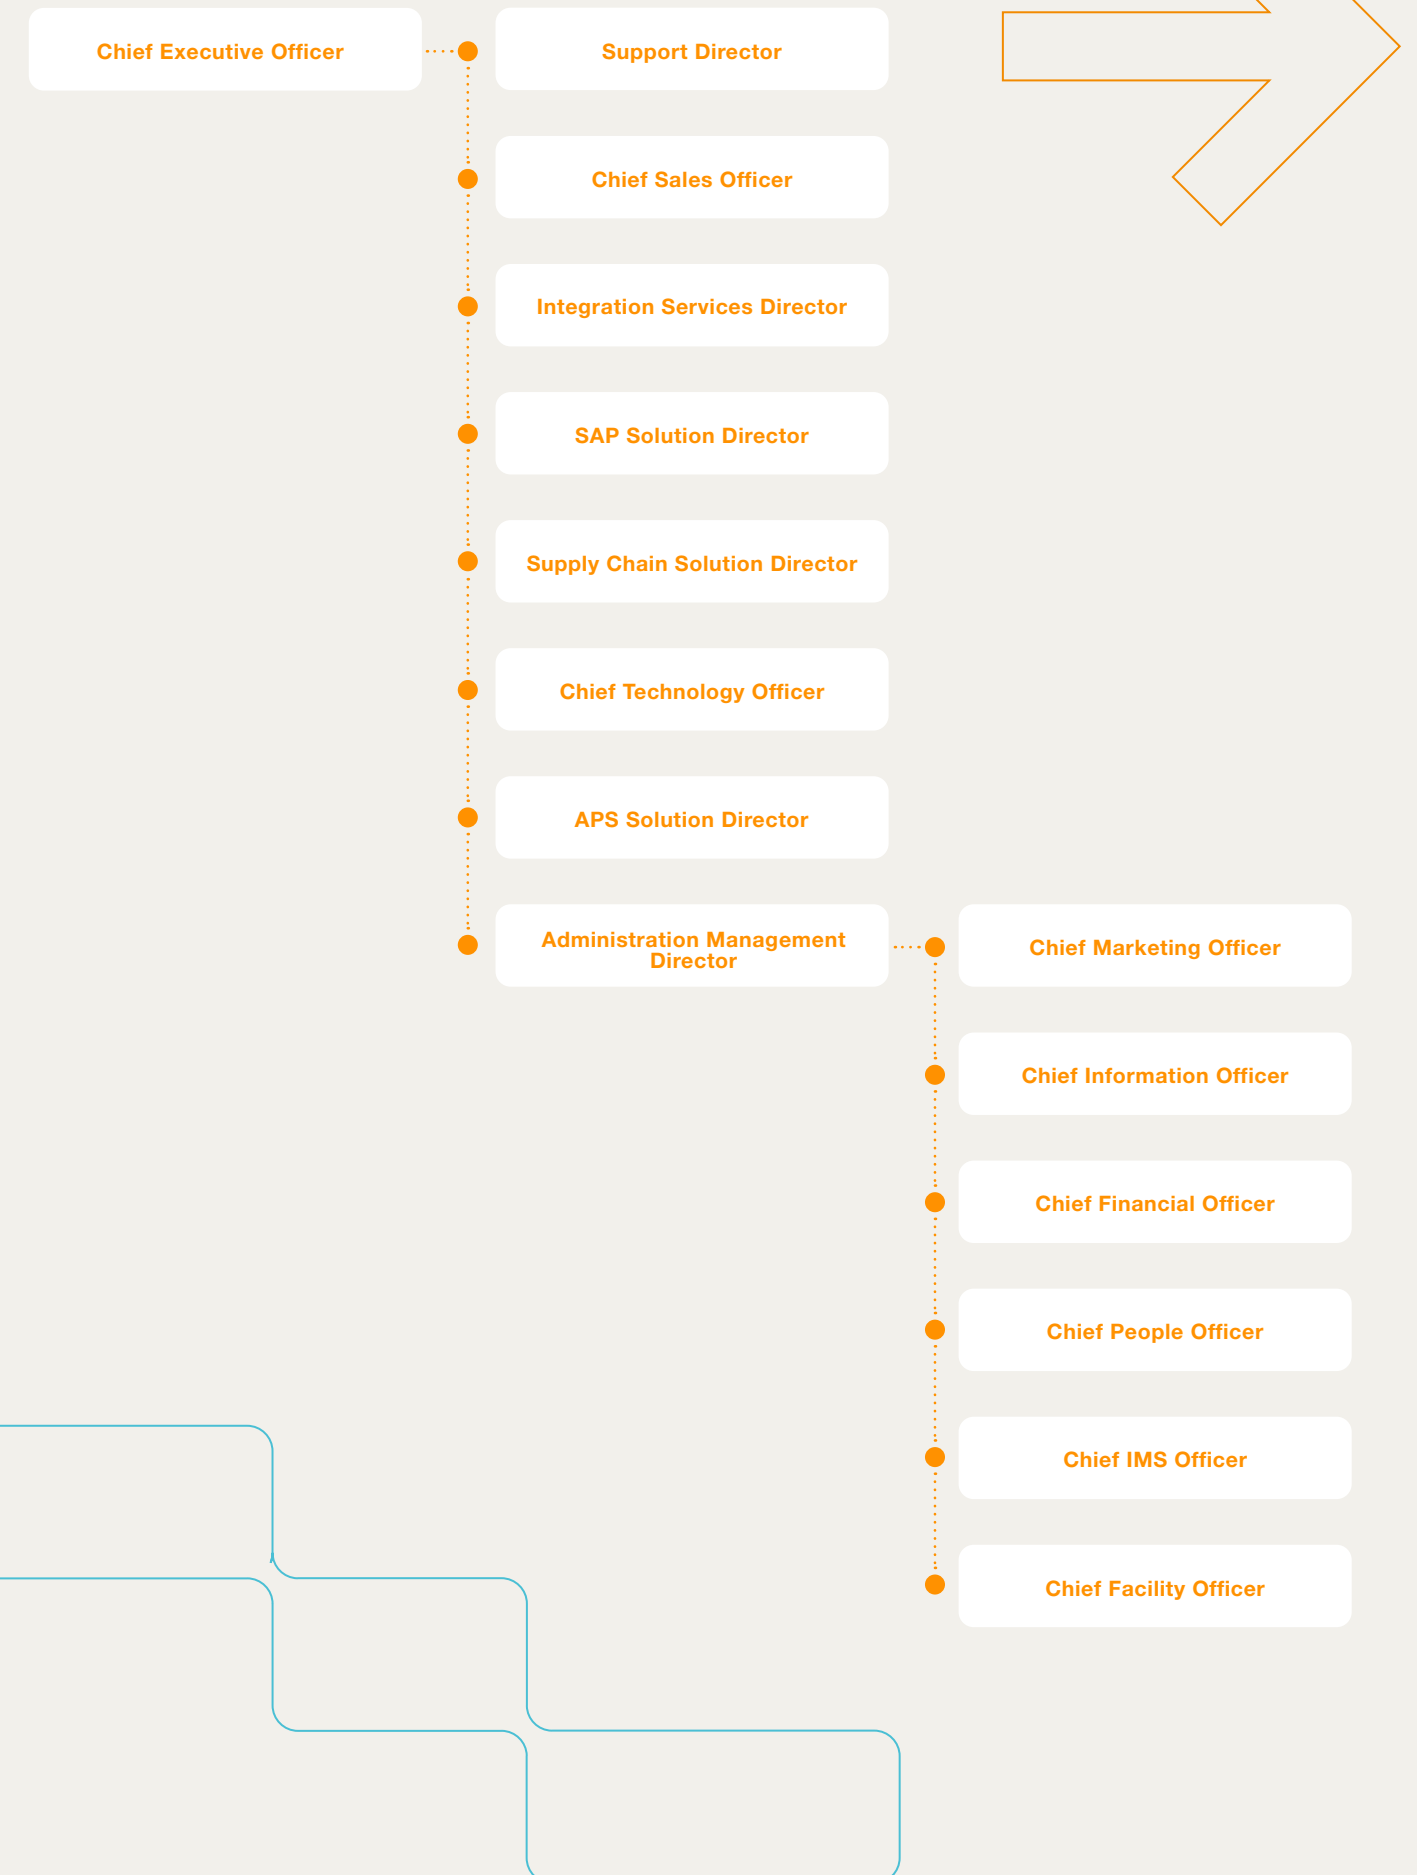 Chief Executive Officer
Support Director
Chief Sales Officer
Integration Services Director
SAP Solution Director
Supply Chain Solution Director
Chief Technology Officer
APS Solution Director
Administration Management
Director
Chief Marketing Officer
Chief Information Officer
Chief Financial Officer
Chief People Officer
Chief IMS Officer
Chief Facility Officer